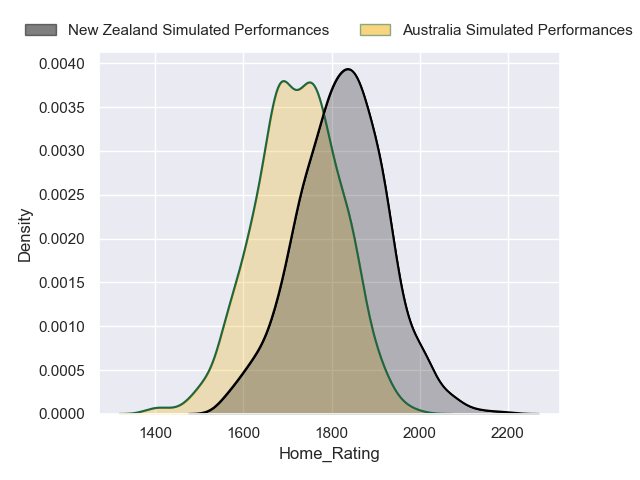 New Zealand Simulated Performances
Australia Simulated Performances
0.0040
0.0035
0.0030
0.0025
0.0020
0.0015
0.0010
0.0005
0.0000
Density
1400 1600 1800 2000 2200
Home_Rating